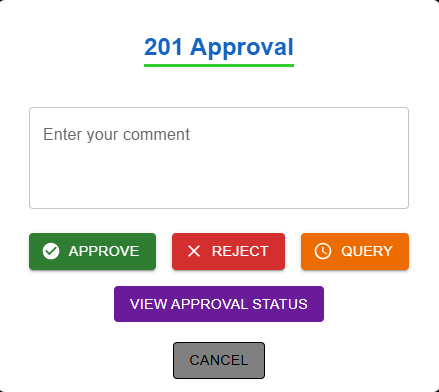 201 Approval
Enter your comment
APPROVE REJECT QUERY
VIEW APPROVAL STATUS
CANCEL